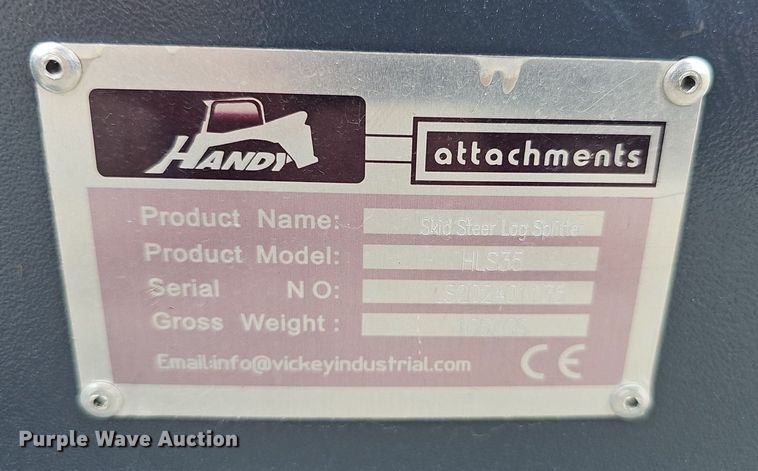 HANDY attachments
Product Name: Skid Steer Log Splitter
Product Model: HLS35
Serial NO:
Gross Weight:
Email:info@vickeyindustrial.com CE
Purple Wave Auction